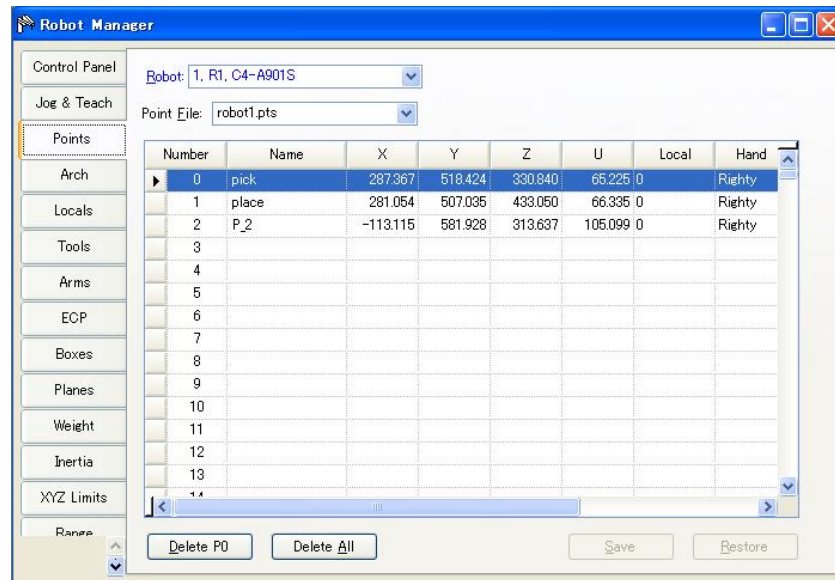 Robot Manager
Control Panel
Jog & Teach
Points
Arch
Locals
Tools
Arms
ECP
Boxes
Planes
Weight
Inertia
XYZ Limits
Range
Robot: 1, R1, C4-A901S
Point File: robot1.pts
Number Name X Y Z U Local Hand
0 pick 287.367 518.424 330.840 65.225 0 Righty
1 place 281.054 507.035 433.050 66.335 0 Righty
2 P_2 -113.115 581.928 313.637 105.099 0 Righty
3
4
5
6
7
8
9
10
11
12
13
14
Delete P0 Delete All Save Restore